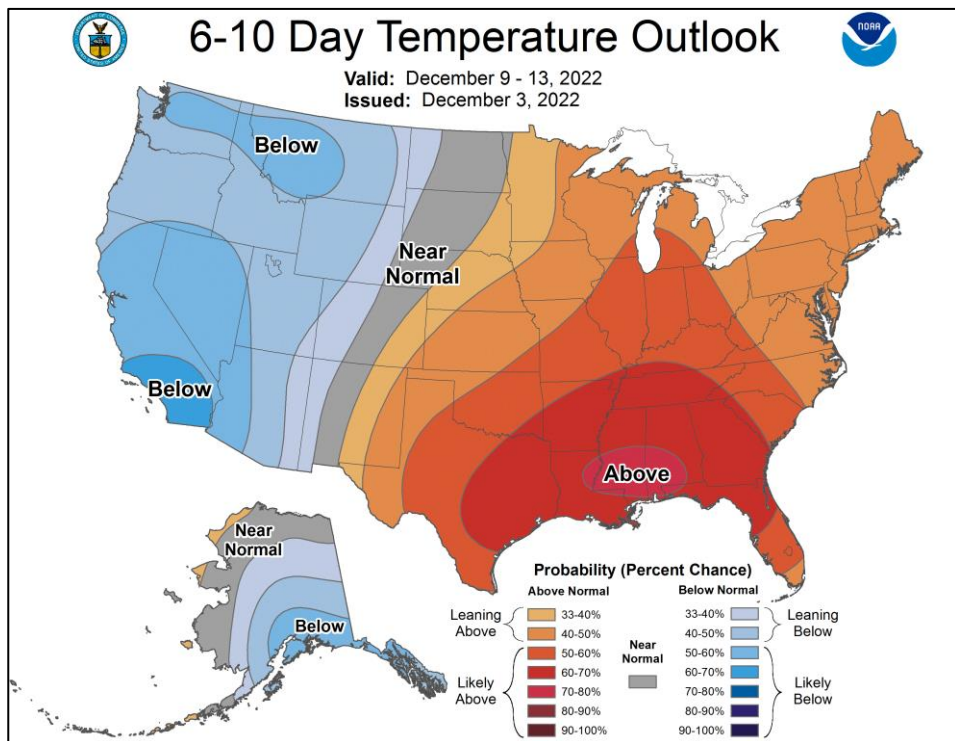 6-10 Day Temperature Outlook
NOAA
Valid: December 9 - 13, 2022
Issued: December 3, 2022
Below
Near
Normal
Below
Above
Near
Normal
Below
Probability (Percent Chance)
Above Normal
Below Normal
Leaning
Above
33-40%
40-50%
50-60%
60-70%
70-80%
80-90%
90-100%
Likely
Above
Near
Normal
33-40%
40-50%
50-60%
60-70%
70-80%
80-90%
90-100%
Leaning
Below
Likely
Below